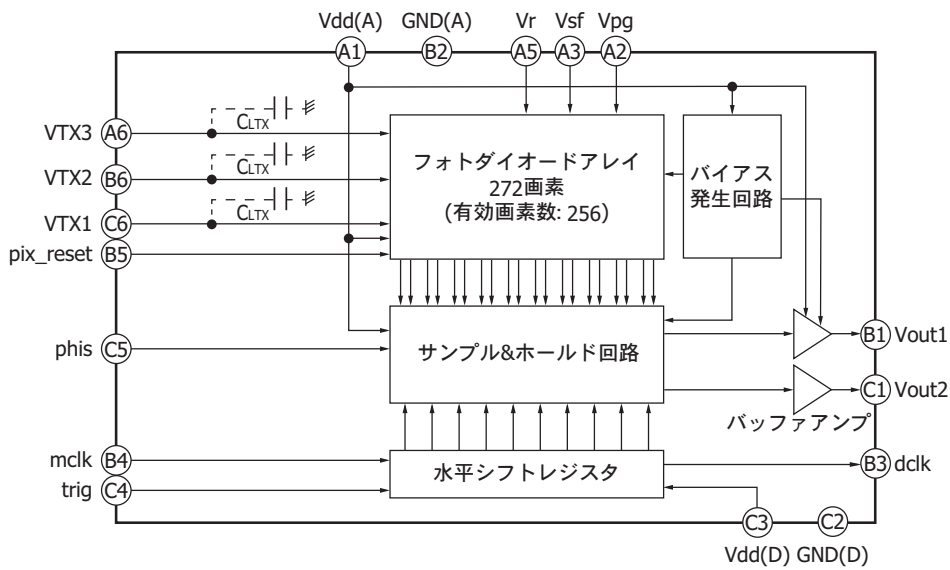 Vdd(A) GND(A) Vr Vsf Vpg
A1 B2 A5 A3 A2
CLTX
VTX3 A6
CLTX
VTX2 B6
CLTX
VTX1 C6
pix_reset B5
フォトダイオードアレイ
272画素
(有効画素数: 256)
バイアス
発生回路
phis C5
サンプル&ホールド回路
B1 Vout1
C1 Vout2
バッファアンプ
mclk B4
trig C4
水平シフトレジスタ
B3 dclk
C3 C2
Vdd(D) GND(D)